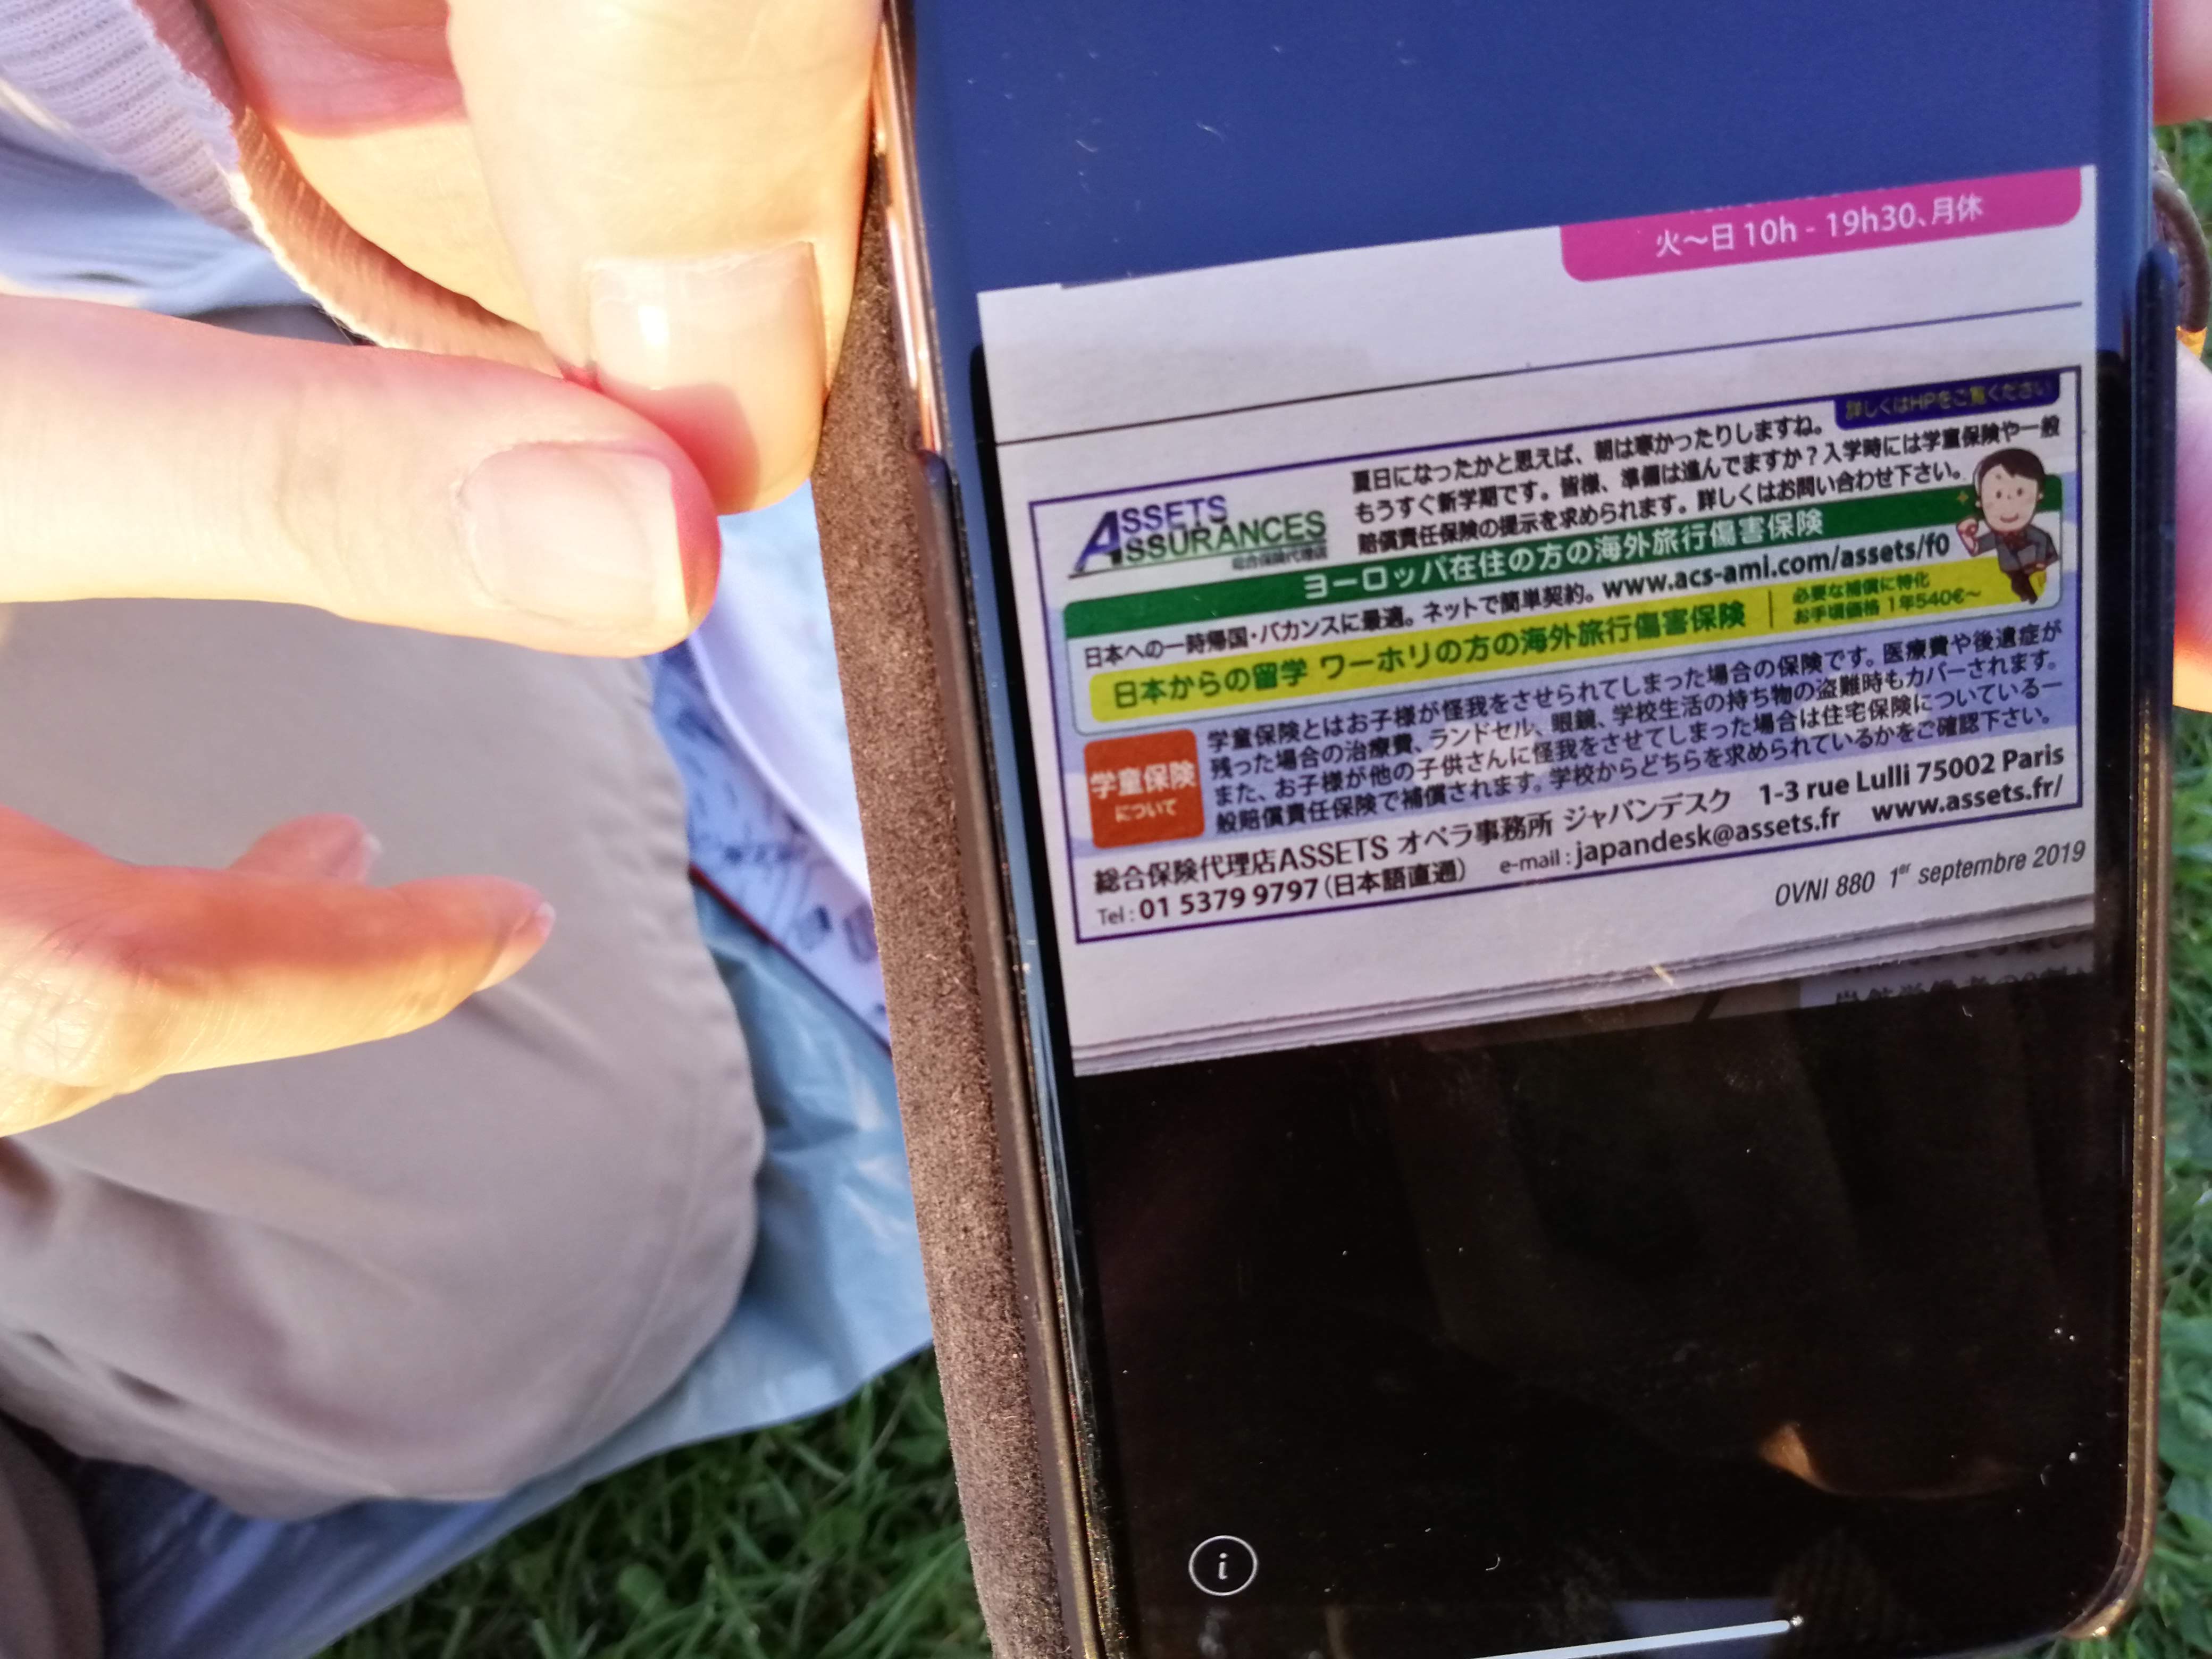 火～日 10h - 19h30、月休
詳しくはHPをご覧ください
ASSETS
ASSURANCES
総合保険代理店
夏日になったかと思えば、朝は寒かったりしますね。
もうすぐ新学期です。皆様、準備は進んでますか？入学時には学童保険や一般
賠償責任保険の提示を求められます。詳しくはお問い合わせ下さい。
ヨーロッパ在住の方の海外旅行傷害保険
日本への一時帰国・バカンスに最適。ネットで簡単契約。www.acs-ami.com/assets/f0
日本からの留学 ワーホリの方の海外旅行傷害保険
必要な補償に特化
お手頃価格 1年540€～
学童保険
について
学童保険とはお子様が怪我をさせられてしまった場合の保険です。医療費や後遺症が
残った場合の治療費、ランドセル、眼鏡、学校生活の持ち物の盗難時もカバーされます。
また、お子様が他の子供さんに怪我をさせてしまった場合は住宅保険についている一
般賠償責任保険で補償されます。学校からどちらを求められているかをご確認下さい。
総合保険代理店ASSETS オペラ事務所 ジャパンデスク 1-3 rue Lulli 75002 Paris
Tel : 01 5379 9797（日本語直通） e-mail : japandesk@assets.fr www.assets.fr/
OVNI 880 1er septembre 2019